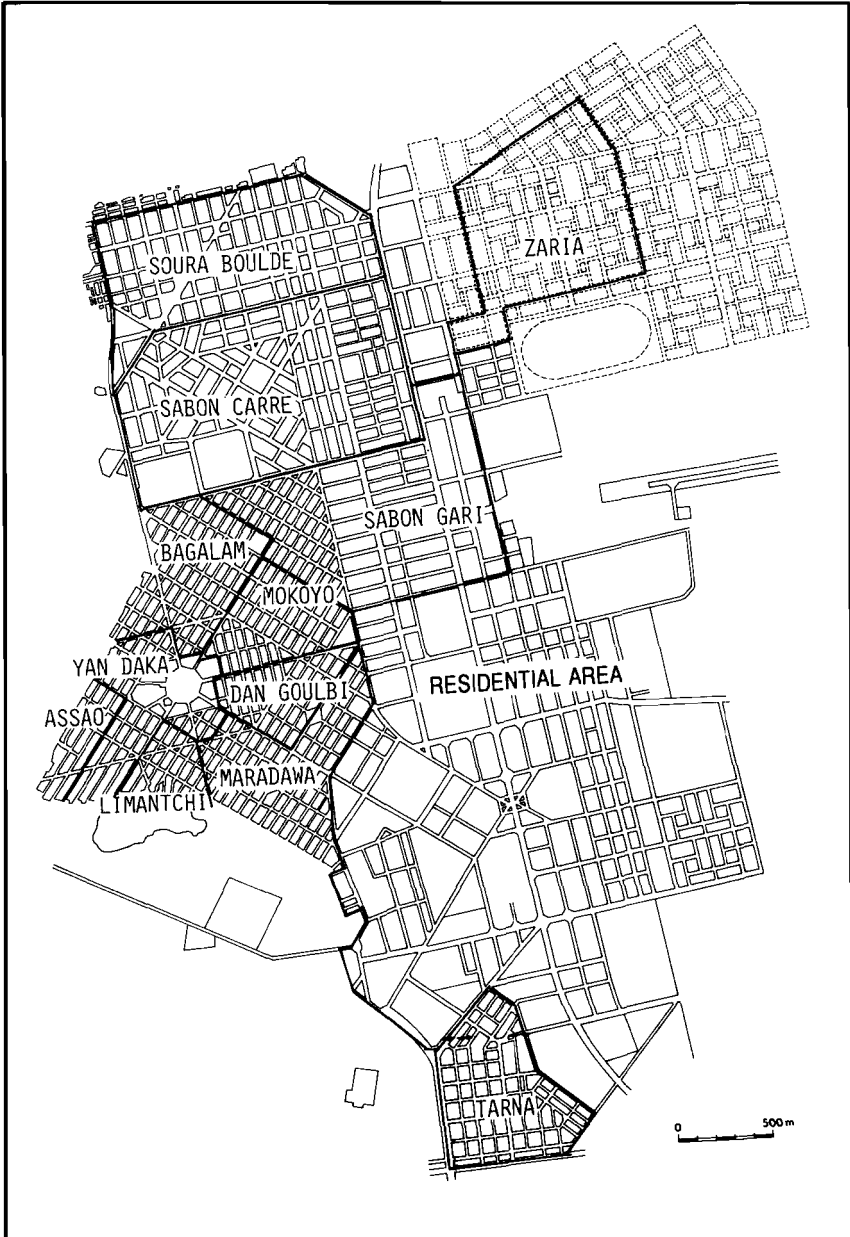 ZARIA
SOURA BOULDE
SABON CARRE
SABON GARI
BAGALAM
MOKOYO
YAN DAKA
DAN GOULBI
RESIDENTIAL AREA
ASSAO
MARADAWA
LIMANTCHI
TARNA
0 500 m